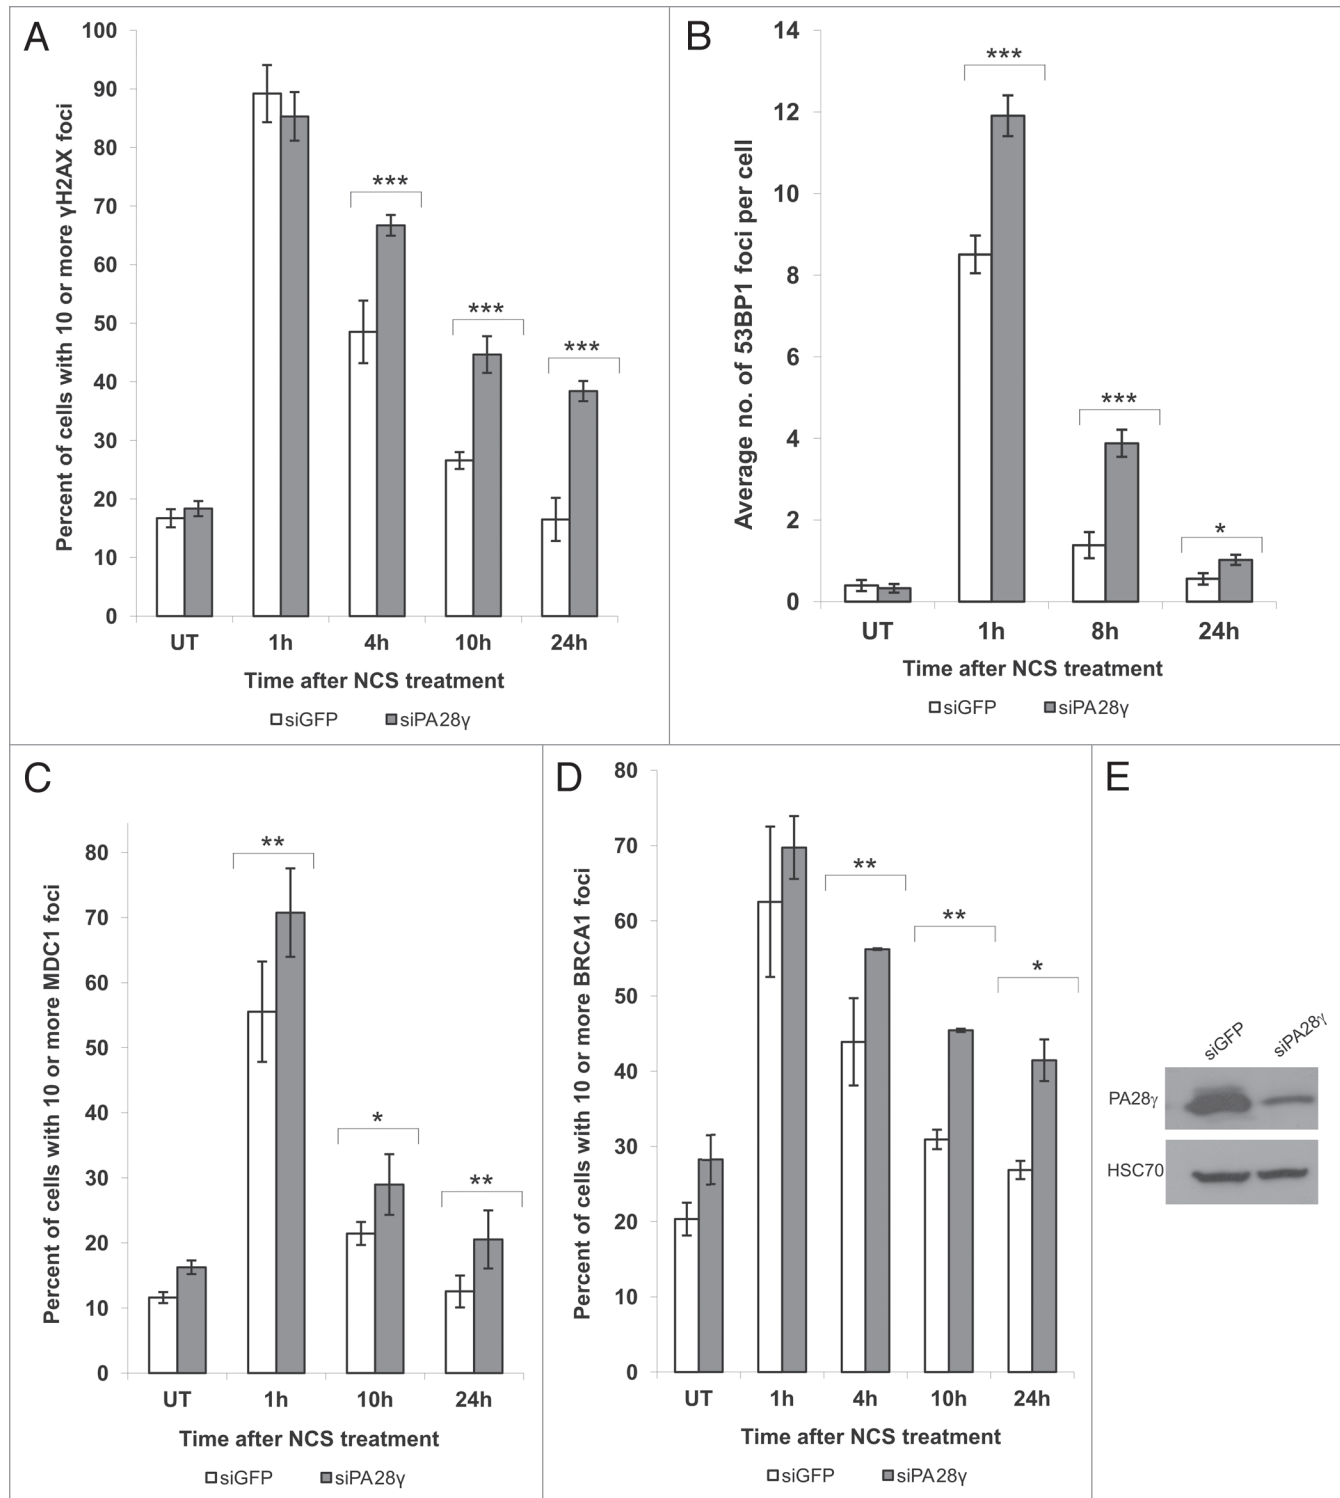 A
Percent of cells with 10 or more γH2AX foci
100
90
80
70
60
50
40
30
20
10
0
***
***
***
UT 1h 4h 10h 24h
Time after NCS treatment
siGFP siPA28γ
B
Average no. of 53BP1 foci per cell
14
12
10
8
6
4
2
0
***
***
*
UT 1h 8h 24h
Time after NCS treatment
siGFP siPA28γ
C
Percent of cells with 10 or more MDC1 foci
80
70
60
50
40
30
20
10
0
**
*
**
UT 1h 10h 24h
Time after NCS treatment
siGFP siPA28γ
D
Percent of cells with 10 or more BRCA1 foci
80
70
60
50
40
30
20
10
0
**
**
*
UT 1h 4h 10h 24h
Time after NCS treatment
siGFP siPA28γ
E
siGFP siPA28γ
PA28γ
HSC70